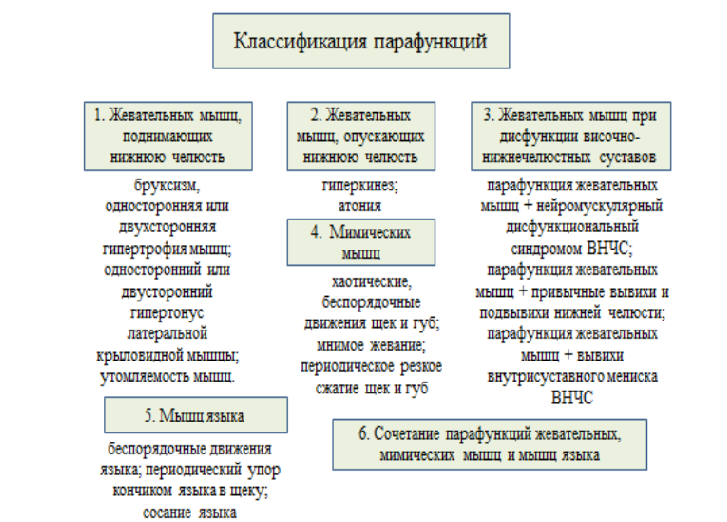 Классификация парафункций
1. Жевательных мышц,
поднимающих
нижнюю челюсть
бруксизм,
односторонняя или
двухсторонняя
гипертрофия мышц;
односторонний или
двусторонний
гипертонус
латеральной
крыловидной мышцы;
утомляемость мышц.
2. Жевательных
мышц, опускающих
нижнюю челюсть
гиперкинез;
атония
3. Жевательных мышц при
дисфункции височно-
нижнечелюстных суставов
парафункция жевательных
мышц + нейромускулярный
дисфункциональный
синдромом ВНЧС;
парафункция жевательных
мышц + привычные вывихи и
подвывихи нижней челюсти;
парафункция жевательных
мышц + вывихи
внутрисуставного мениска
ВНЧС
4. Мимических
мышц
хаотические,
беспорядочные
движения щек и губ;
мнимое жевание;
периодическое резкое
сжатие щек и губ
5. Мышц языка
беспорядочные движения
языка; периодический упор
кончиком языка в щеку;
сосание языка
6. Сочетание парафункций жевательных,
мимических мышц и мышц языка